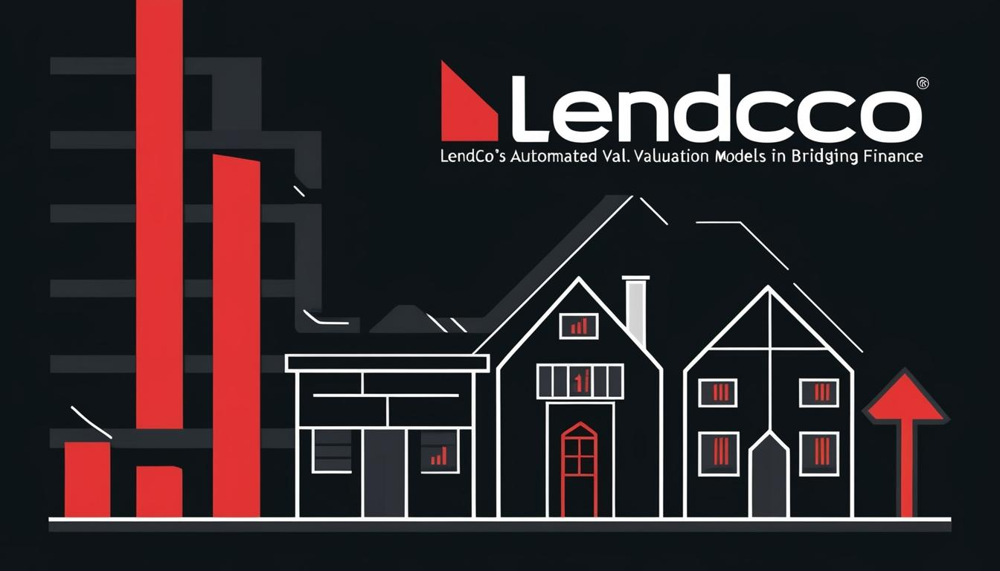 Lendcco®
LendCo's Automated Val. Valuation Models in Bridging Finance